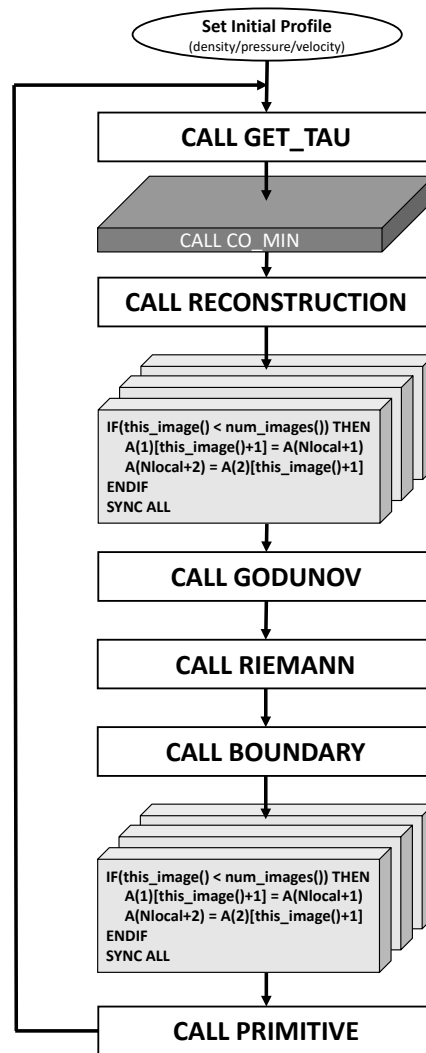 Set Initial Profile
(density/pressure/velocity)
CALL GET_TAU
CALL CO_MIN
CALL RECONSTRUCTION
IF(this_image() < num_images()) THEN
A(1)[this_image()+1] = A(Nlocal+1)
A(Nlocal+2) = A(2)[this_image()+1]
ENDIF
SYNC ALL
CALL GODUNOV
CALL RIEMANN
CALL BOUNDARY
IF(this_image() < num_images()) THEN
A(1)[this_image()+1] = A(Nlocal+1)
A(Nlocal+2) = A(2)[this_image()+1]
ENDIF
SYNC ALL
CALL PRIMITIVE